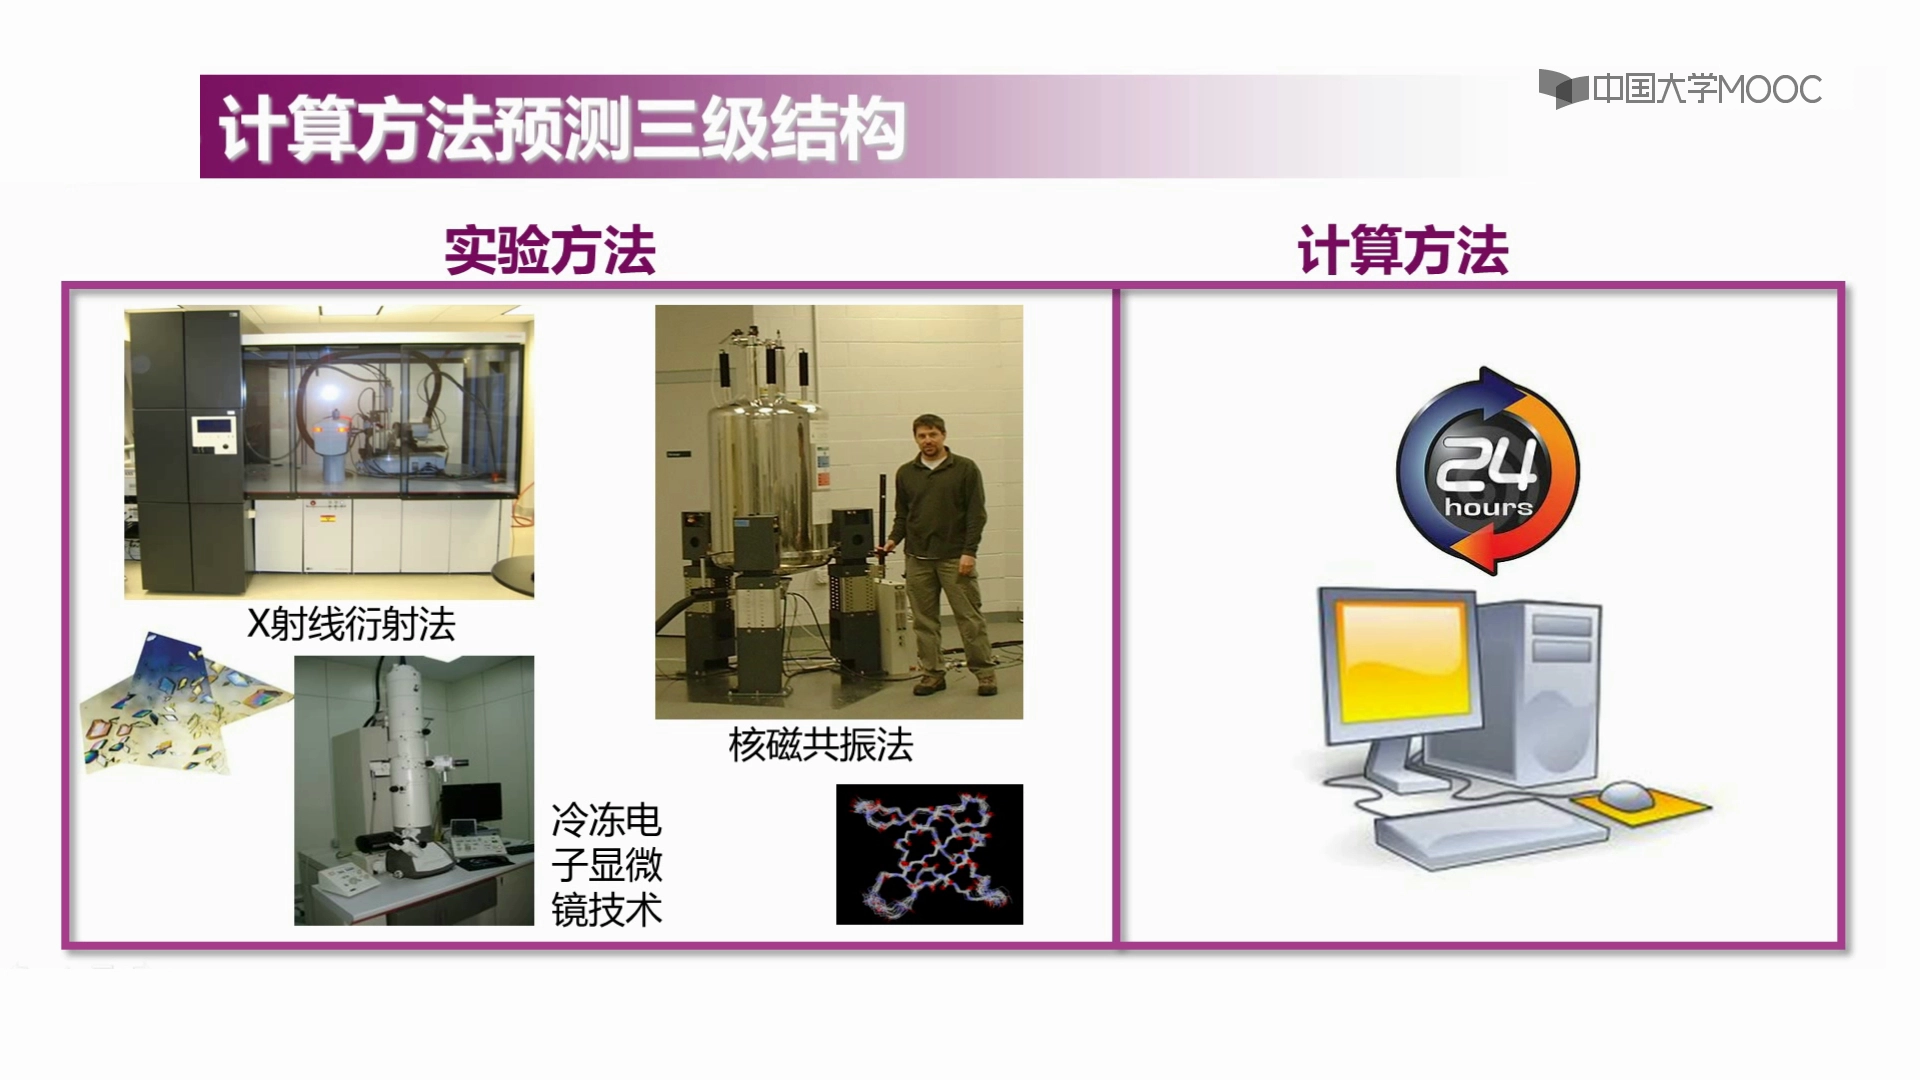 计算方法预测三级结构
中国大学MOOC
实验方法
计算方法
X射线衍射法
核磁共振法
冷冻电
子显微
镜技术
24
hours